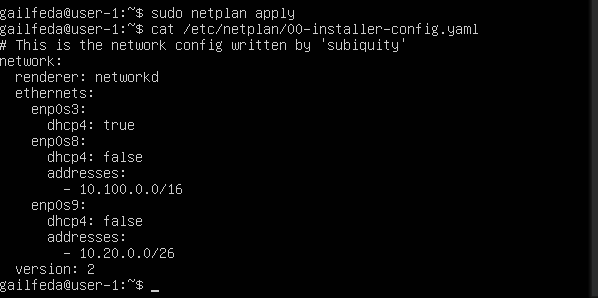 gailfeda@user-1:~$ sudo netplan apply
gailfeda@user-1:~$ cat /etc/netplan/00-installer-config.yaml
# This is the network config written by 'subiquity'
network:
  renderer: networkd
  ethernets:
    enp0s3:
      dhcp4: true
    enp0s8:
      dhcp4: false
      addresses:
        - 10.100.0.0/16
    enp0s9:
      dhcp4: false
      addresses:
        - 10.20.0.0/26
  version: 2
gailfeda@user-1:~$ _